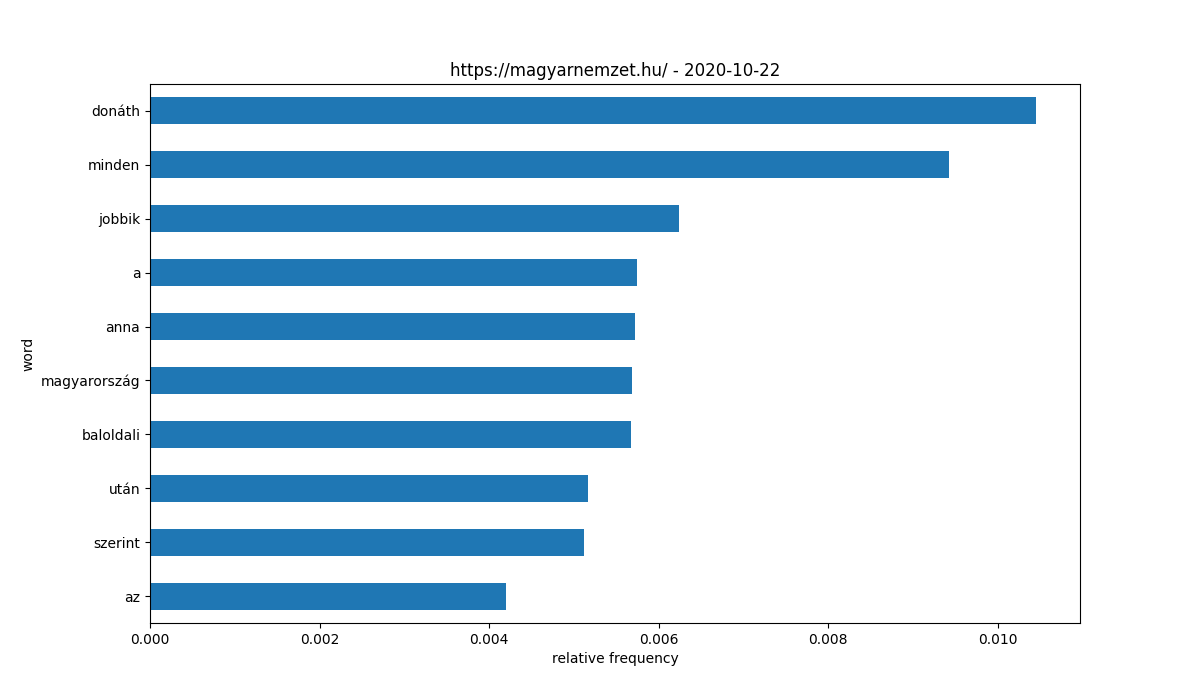 https://magyarnemzet.hu/ - 2020-10-22
donáth
minden
jobbik
a
anna
magyarország
baloldali
után
szerint
az
word
0.000 0.002 0.004 0.006 0.008 0.010
relative frequency